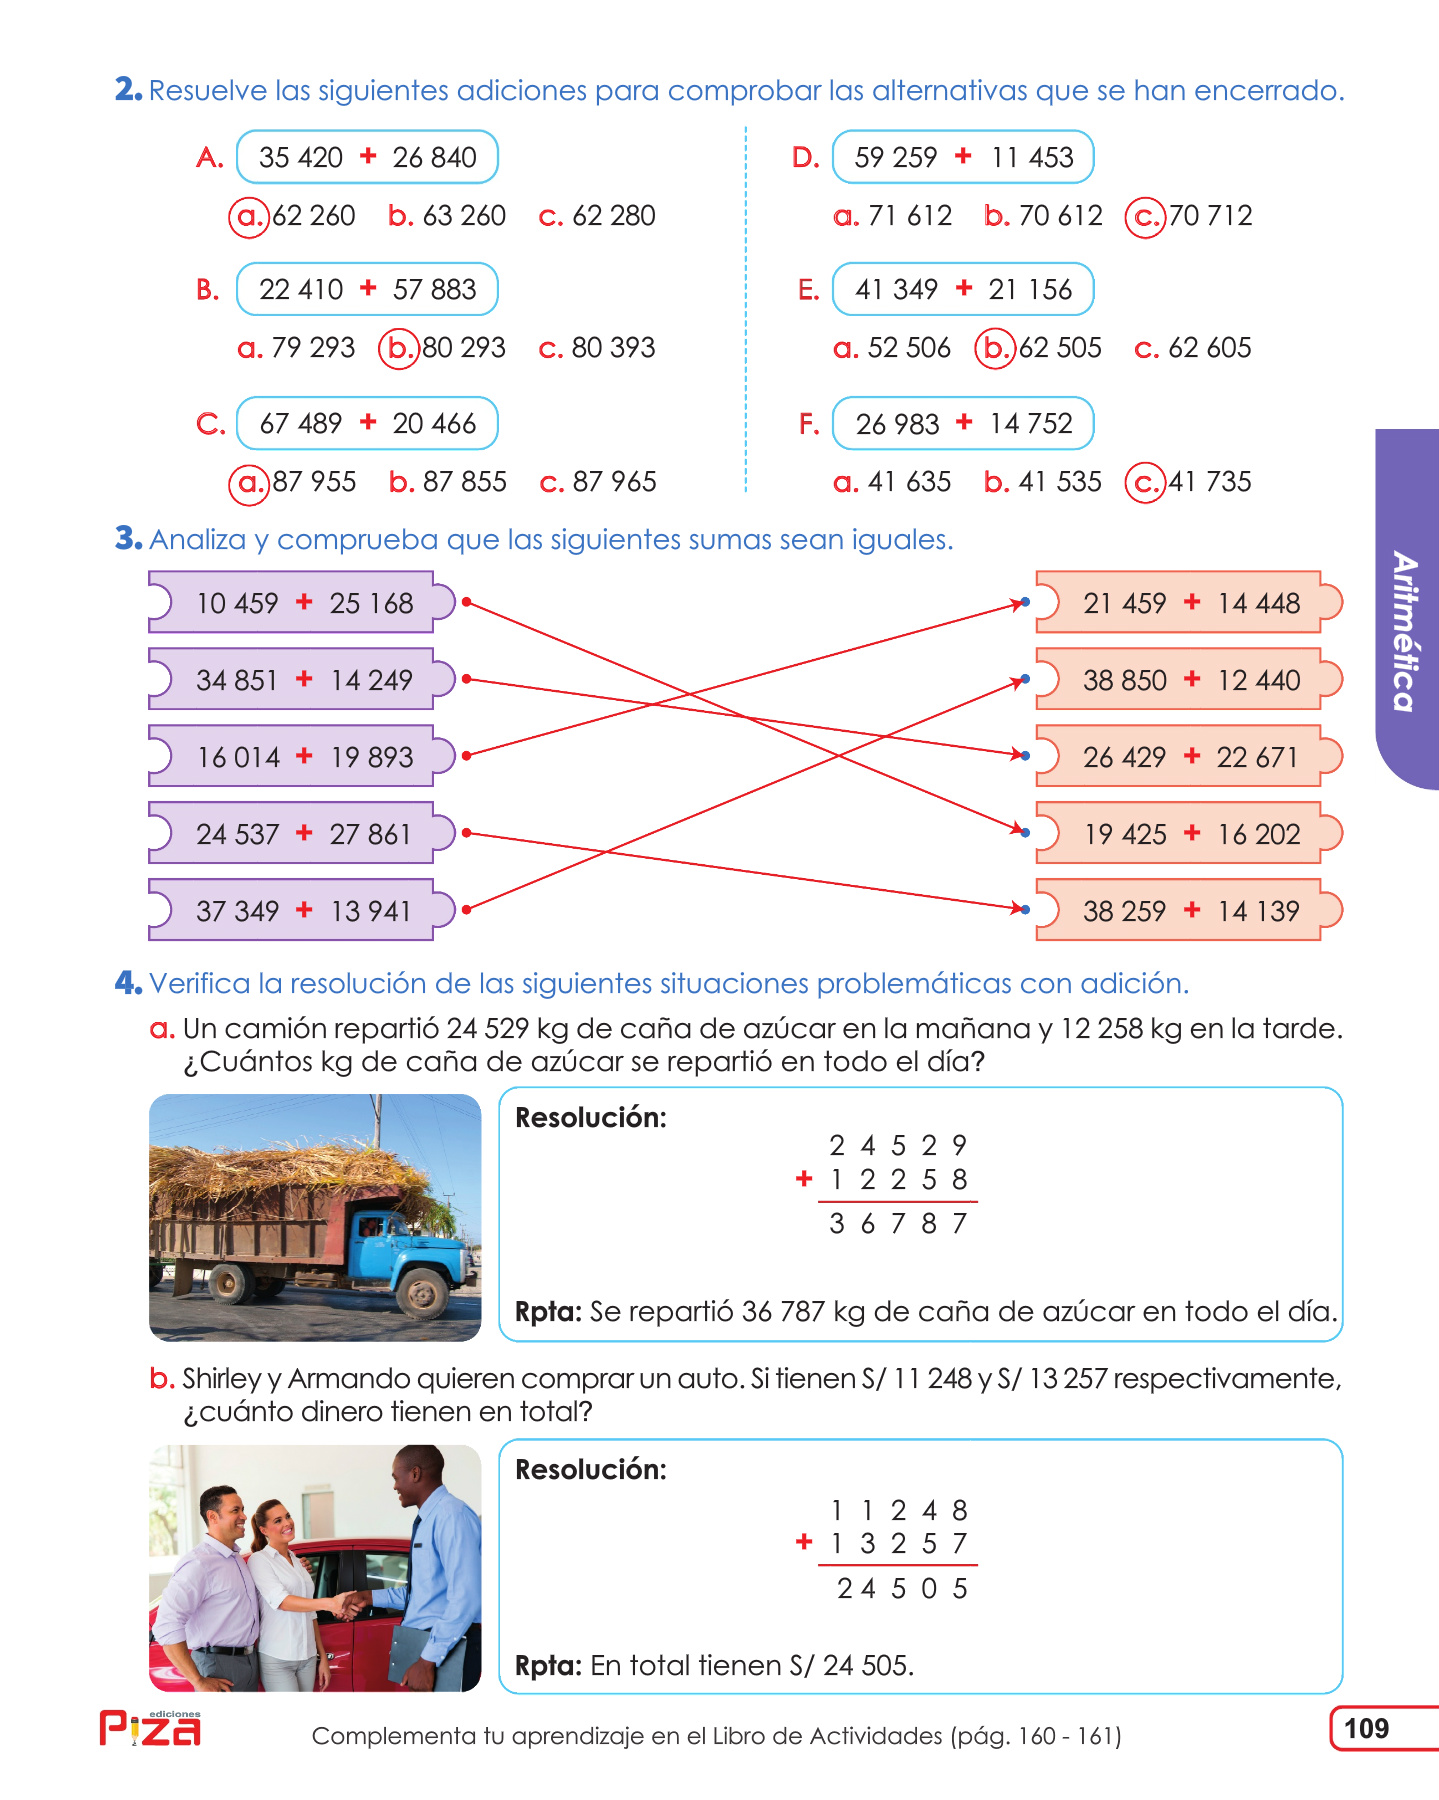 2. Resuelve las siguientes adiciones para comprobar las alternativas que se han encerrado.
A. 35 420 + 26 840
a. 62 260 b. 63 260 c. 62 280
B. 22 410 + 57 883
a. 79 293 b. 80 293 c. 80 393
C. 67 489 + 20 466
a. 87 955 b. 87 855 c. 87 965
D. 59 259 + 11 453
a. 71 612 b. 70 612 c. 70 712
E. 41 349 + 21 156
a. 52 506 b. 62 505 c. 62 605
F. 26 983 + 14 752
a. 41 635 b. 41 535 c. 41 735
3. Analiza y comprueba que las siguientes sumas sean iguales.
10 459 + 25 168
34 851 + 14 249
16 014 + 19 893
24 537 + 27 861
37 349 + 13 941
21 459 + 14 448
38 850 + 12 440
26 429 + 22 671
19 425 + 16 202
38 259 + 14 139
Aritmética
4. Verifica la resolución de las siguientes situaciones problemáticas con adición.
a. Un camión repartió 24 529 kg de caña de azúcar en la mañana y 12 258 kg en la tarde.
¿Cuántos kg de caña de azúcar se repartió en todo el día?
Resolución:
2 4 5 2 9
+ 1 2 2 5 8
3 6 7 8 7
Rpta: Se repartió 36 787 kg de caña de azúcar en todo el día.
b. Shirley y Armando quieren comprar un auto. Si tienen S/ 11 248 y S/ 13 257 respectivamente,
¿cuánto dinero tienen en total?
Resolución:
1 1 2 4 8
+ 1 3 2 5 7
2 4 5 0 5
Rpta: En total tienen S/ 24 505.
ediciones
Piza
Complementa tu aprendizaje en el Libro de Actividades (pág. 160 - 161)
109